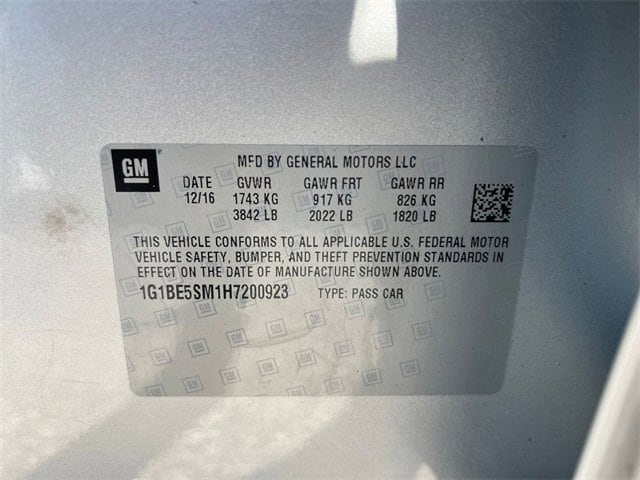 GM
MFD BY GENERAL MOTORS LLC
DATE GVWR GAWR FRT GAWR RR
12/16 1743 KG 917 KG 826 KG
3842 LB 2022 LB 1820 LB
THIS VEHICLE CONFORMS TO ALL APPLICABLE U.S. FEDERAL MOTOR
VEHICLE SAFETY, BUMPER, AND THEFT PREVENTION STANDARDS IN
EFFECT ON THE DATE OF MANUFACTURE SHOWN ABOVE.
1G1BE5SM1H7200923 TYPE: PASS CAR